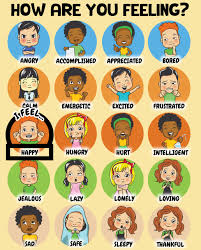 HOW ARE YOU FEELING?
ANGRY ACCOMPLISHED APPRECIATED BORED
CALM ENERGETIC EXCITED FRUSTRATED
I FEEL...
HAPPY HUNGRY HURT INTELLIGENT
JEALOUS LAZY LONELY LOVING
SAD SAFE SLEEPY THANKFUL